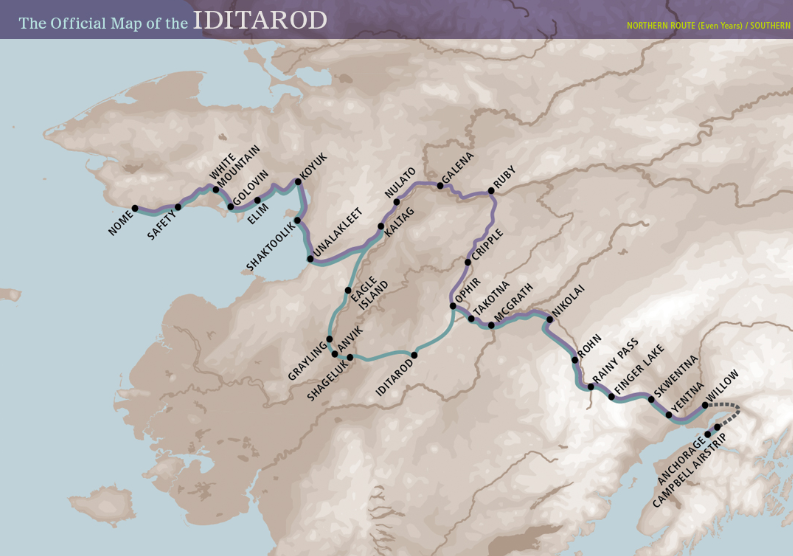 The Official Map of the IDITAROD
NORTHERN ROUTE (Even Years) / SOUTHERN
NOME
SAFETY
WHITE
MOUNTAIN
GOLOVIN
ELIM
KOYUK
SHAKTOOLIK
UNALAKLEET
KALTAG
NULATO
GALENA
RUBY
CRIPPLE
OPHIR
EAGLE
ISLAND
GRAYLING
ANVIK
SHAGELUK
IDITAROD
TAKOTNA
MCGRATH
NIKOLAI
ROHN
RAINY PASS
FINGER LAKE
SKWENTNA
YENTNA
WILLOW
ANCHORAGE
CAMPBELL AIRSTRIP